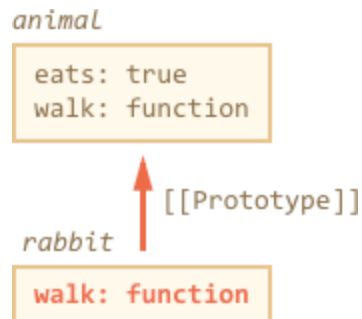 animal
eats: true
walk: function
[[Prototype]]
rabbit
walk: function